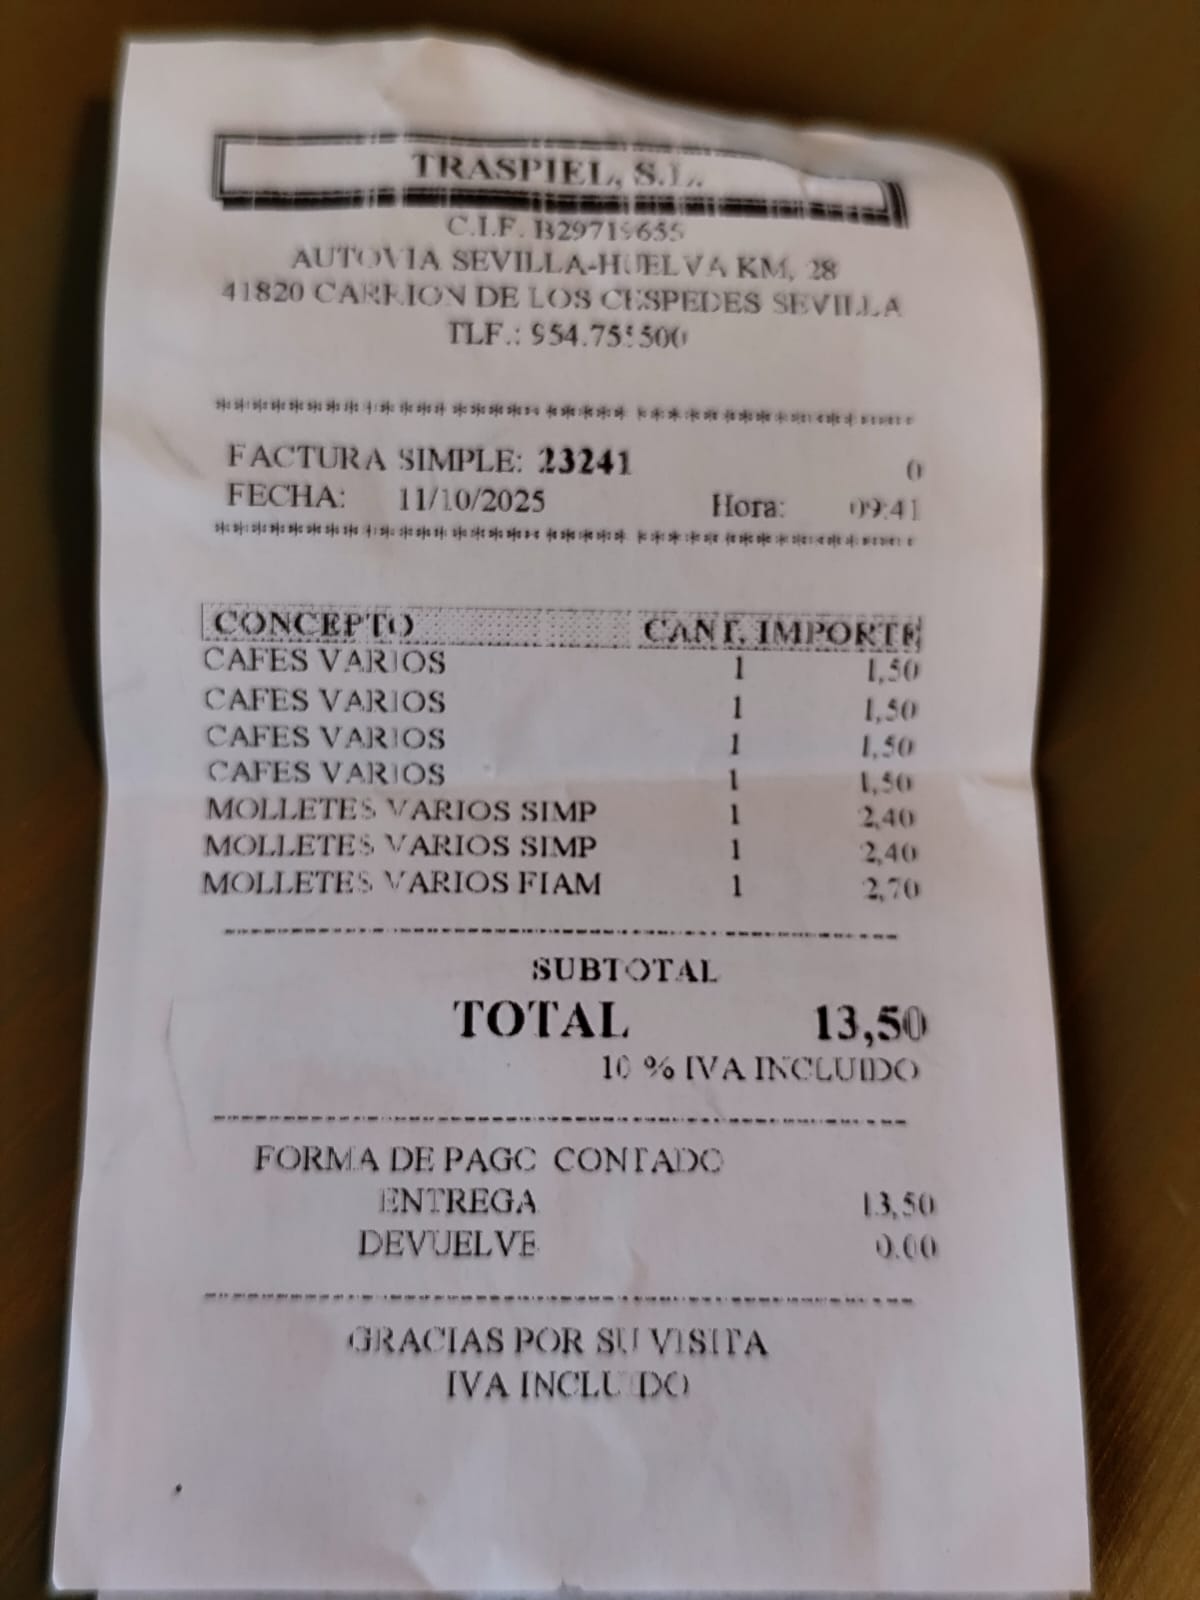 TRASPIEL, S.L.
C.I.F. B29719655
AUTOVIA SEVILLA-HUELVA KM, 28
41820 CARRION DE LOS CESPEDES SEVILLA
TLF.: 954.755500
FACTURA SIMPLE: 23241 0
FECHA: 11/10/2025 Hora: 09:41
CONCEPTO CANT. IMPORTE
CAFES VARIOS 1 1,50
CAFES VARIOS 1 1,50
CAFES VARIOS 1 1,50
CAFES VARIOS 1 1,50
MOLLETES VARIOS SIMP 1 2,40
MOLLETES VARIOS SIMP 1 2,40
MOLLETES VARIOS FIAM 1 2,70
SUBTOTAL
TOTAL 13,50
10 % IVA INCLUIDO
FORMA DE PAGO CONTADO
ENTREGA 13,50
DEVUELVE 0.00
GRACIAS POR SU VISITA
IVA INCLUIDO